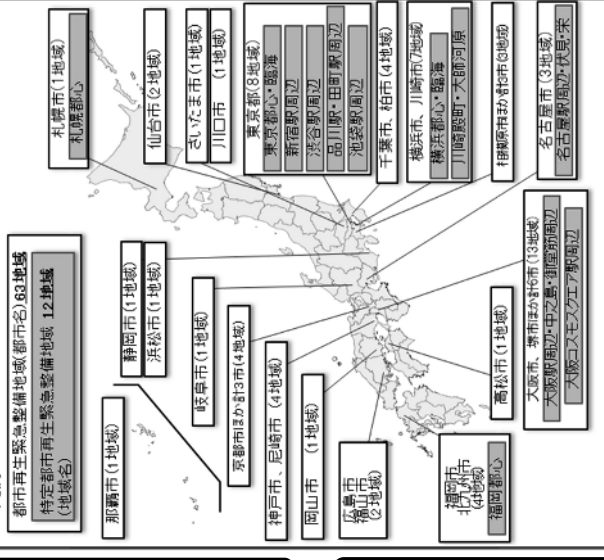 都市再生緊急整備地域(都市名)63地域
特定都市再生緊急整備地域 12地域
(地域名)
札幌市(1地域)
札幌都心
仙台市(2地域)
さいたま市(1地域)
川口市 (1地域)
東京都(8地域)
東京都心・臨海
新宿駅周辺
渋谷駅周辺
品川駅・田町駅周辺
池袋駅周辺
千葉市、柏市(4地域)
横浜市、川崎市(7地域)
横浜都心・臨海
川崎殿町・大師河原
相模原市ほか計3市(3地域)
名古屋市(3地域)
名古屋駅周辺・伏見・栄
静岡市(1地域)
浜松市(1地域)
岐阜市(1地域)
京都市ほか計3市(4地域)
神戸市、尼崎市(4地域)
岡山市 (1地域)
広島市
福山市
(2地域)
福岡市
北九州市
(4地域)
福岡都心
高松市(1地域)
大阪市、堺市ほか計6市(13地域)
大阪駅周辺・中之島・御堂筋周辺
大阪コスモスクエア駅周辺
那覇市(1地域)